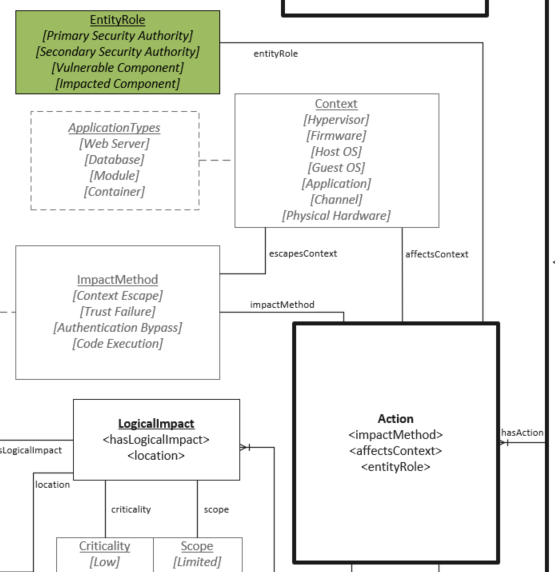 EntityRole
[Primary Security Authority]
[Secondary Security Authority]
[Vulnerable Component]
[Impacted Component]
entityRole
ApplicationTypes
[Web Server]
[Database]
[Module]
[Container]
Context
[Hypervisor]
[Firmware]
[Host OS]
[Guest OS]
[Application]
[Channel]
[Physical Hardware]
escapesContext
affectsContext
ImpactMethod
[Context Escape]
[Trust Failure]
[Authentication Bypass]
[Code Execution]
impactMethod
Action
<impactMethod>
<affectsContext>
<entityRole>
hasAction
LogicalImpact
<hasLogicalImpact>
<location>
sLogicalImpact
location
criticality
scope
Criticality
[Low]
Scope
[Limited]